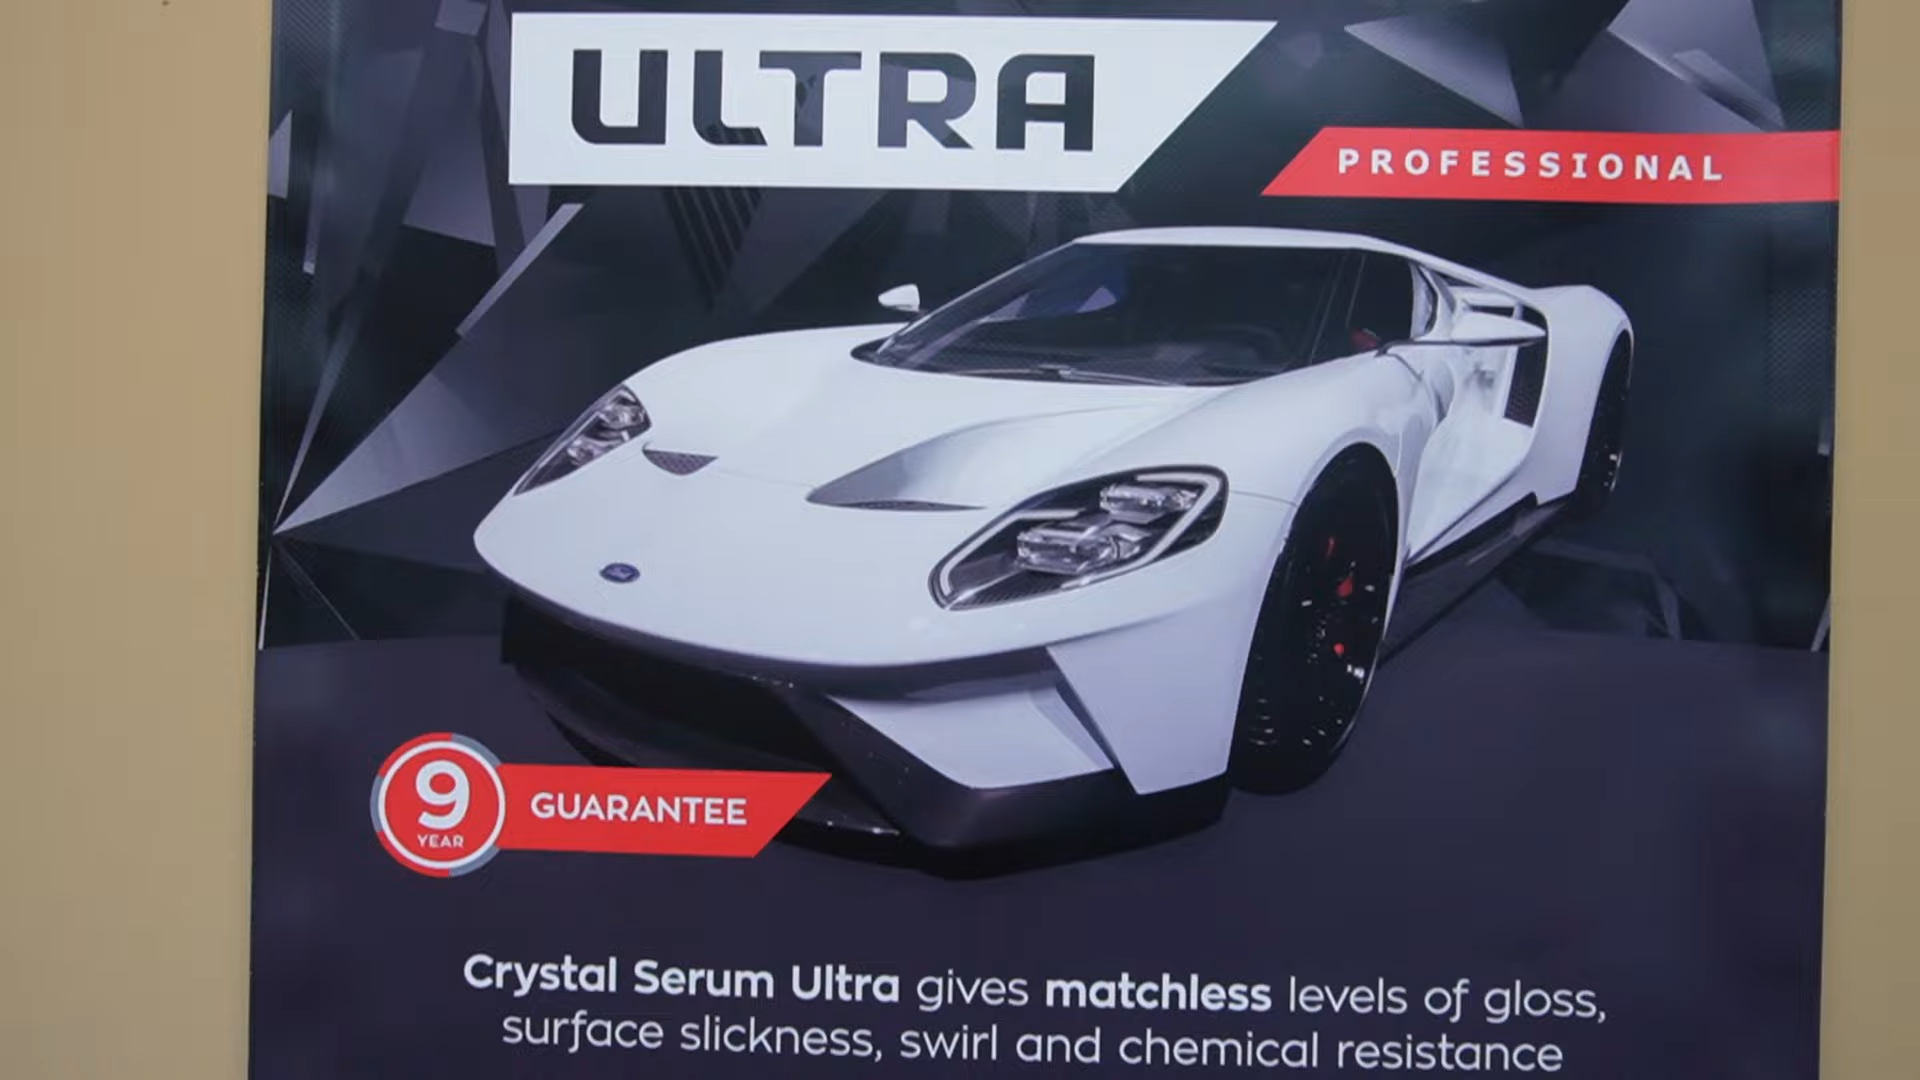 ULTRA
PROFESSIONAL
9
YEAR
GUARANTEE
Crystal Serum Ultra gives matchless levels of gloss,
surface slickness, swirl and chemical resistance